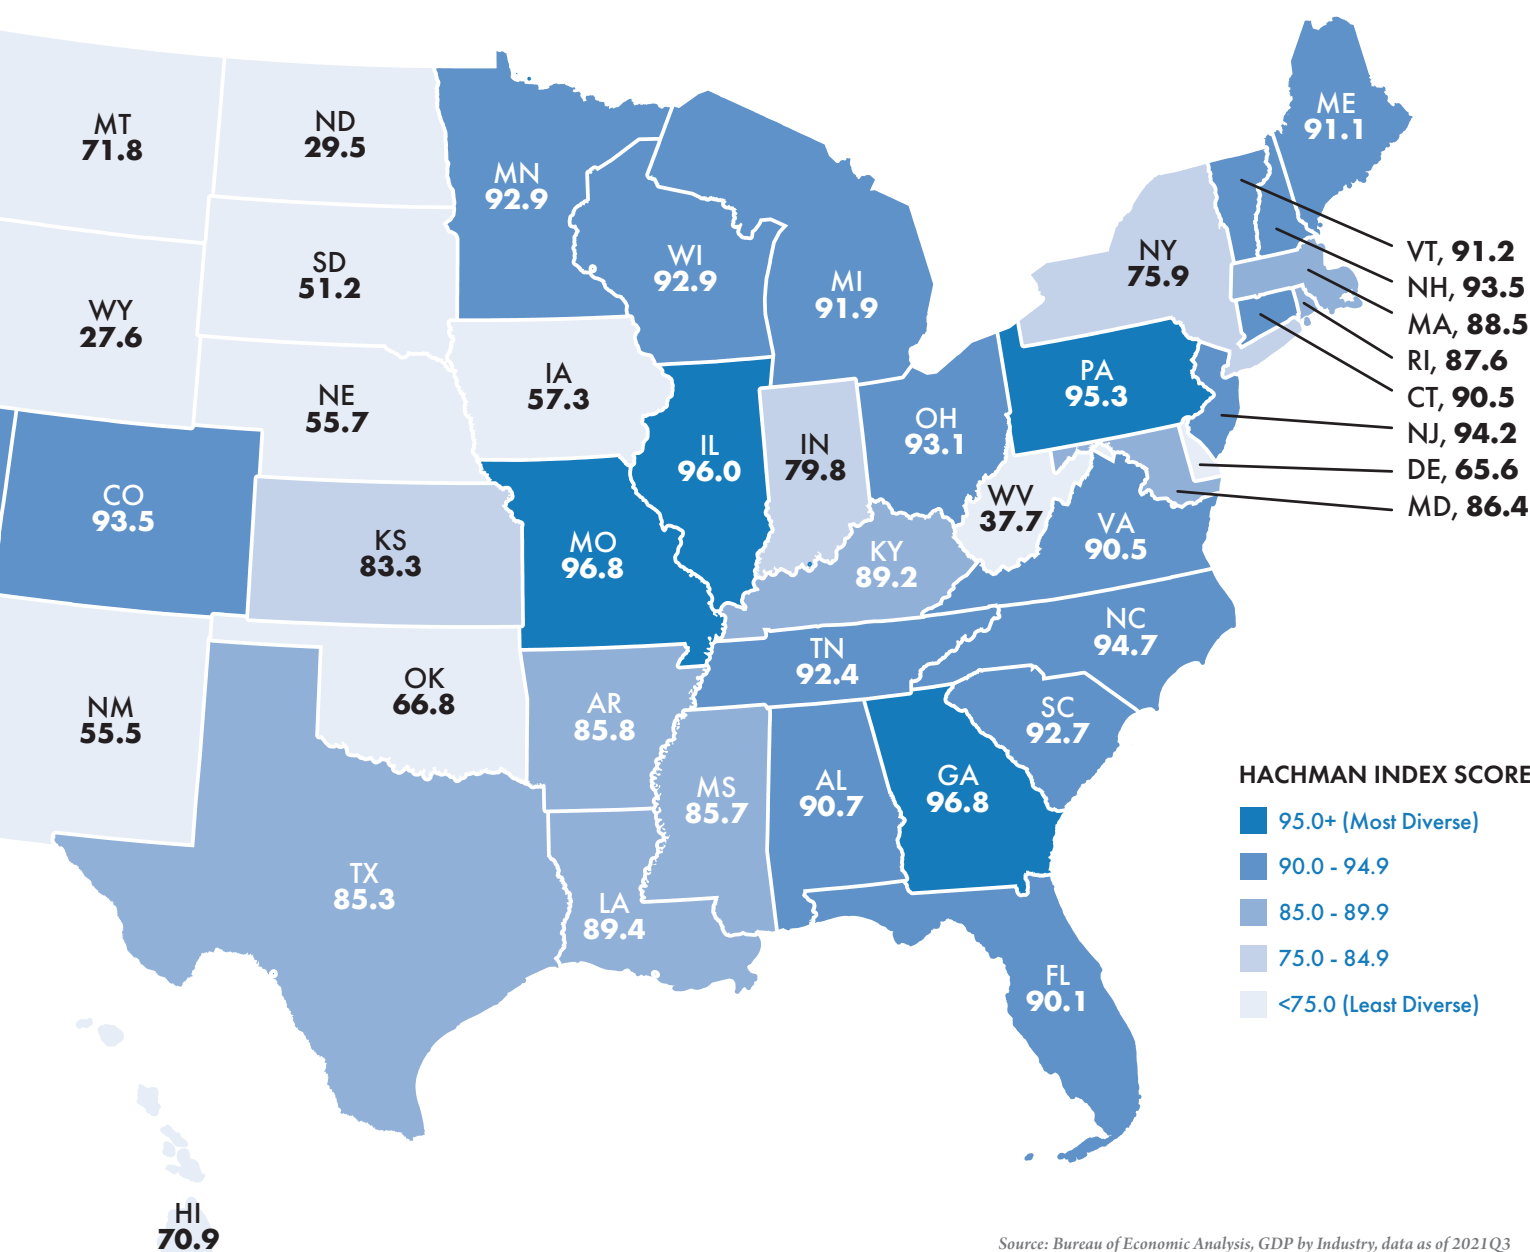 MT
71.8
ND
29.5
MN
92.9
ME
91.1
WY
27.6
SD
51.2
WI
92.9
MI
91.9
NY
75.9
VT, 91.2
NH, 93.5
MA, 88.5
RI, 87.6
CT, 90.5
NJ, 94.2
DE, 65.6
MD, 86.4
NE
55.7
IA
57.3
PA
95.3
IL
96.0
IN
79.8
OH
93.1
WV
37.7
VA
90.5
CO
93.5
KS
83.3
MO
96.8
KY
89.2
NC
94.7
TN
92.4
NM
55.5
OK
66.8
AR
85.8
SC
92.7
MS
85.7
AL
90.7
GA
96.8
TX
85.3
LA
89.4
FL
90.1
HI
70.9
HACHMAN INDEX SCORE
95.0+ (Most Diverse)
90.0 - 94.9
85.0 - 89.9
75.0 - 84.9
<75.0 (Least Diverse)
Source: Bureau of Economic Analysis, GDP by Industry, data as of 2021Q3